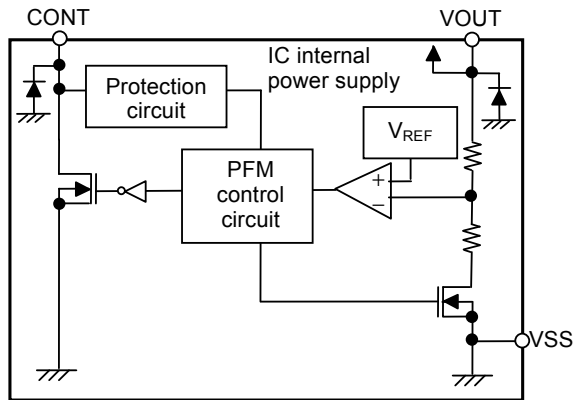 CONT
VOUT
IC internal
power supply
Protection
circuit
VREF
PFM
control
circuit
+
−
VSS